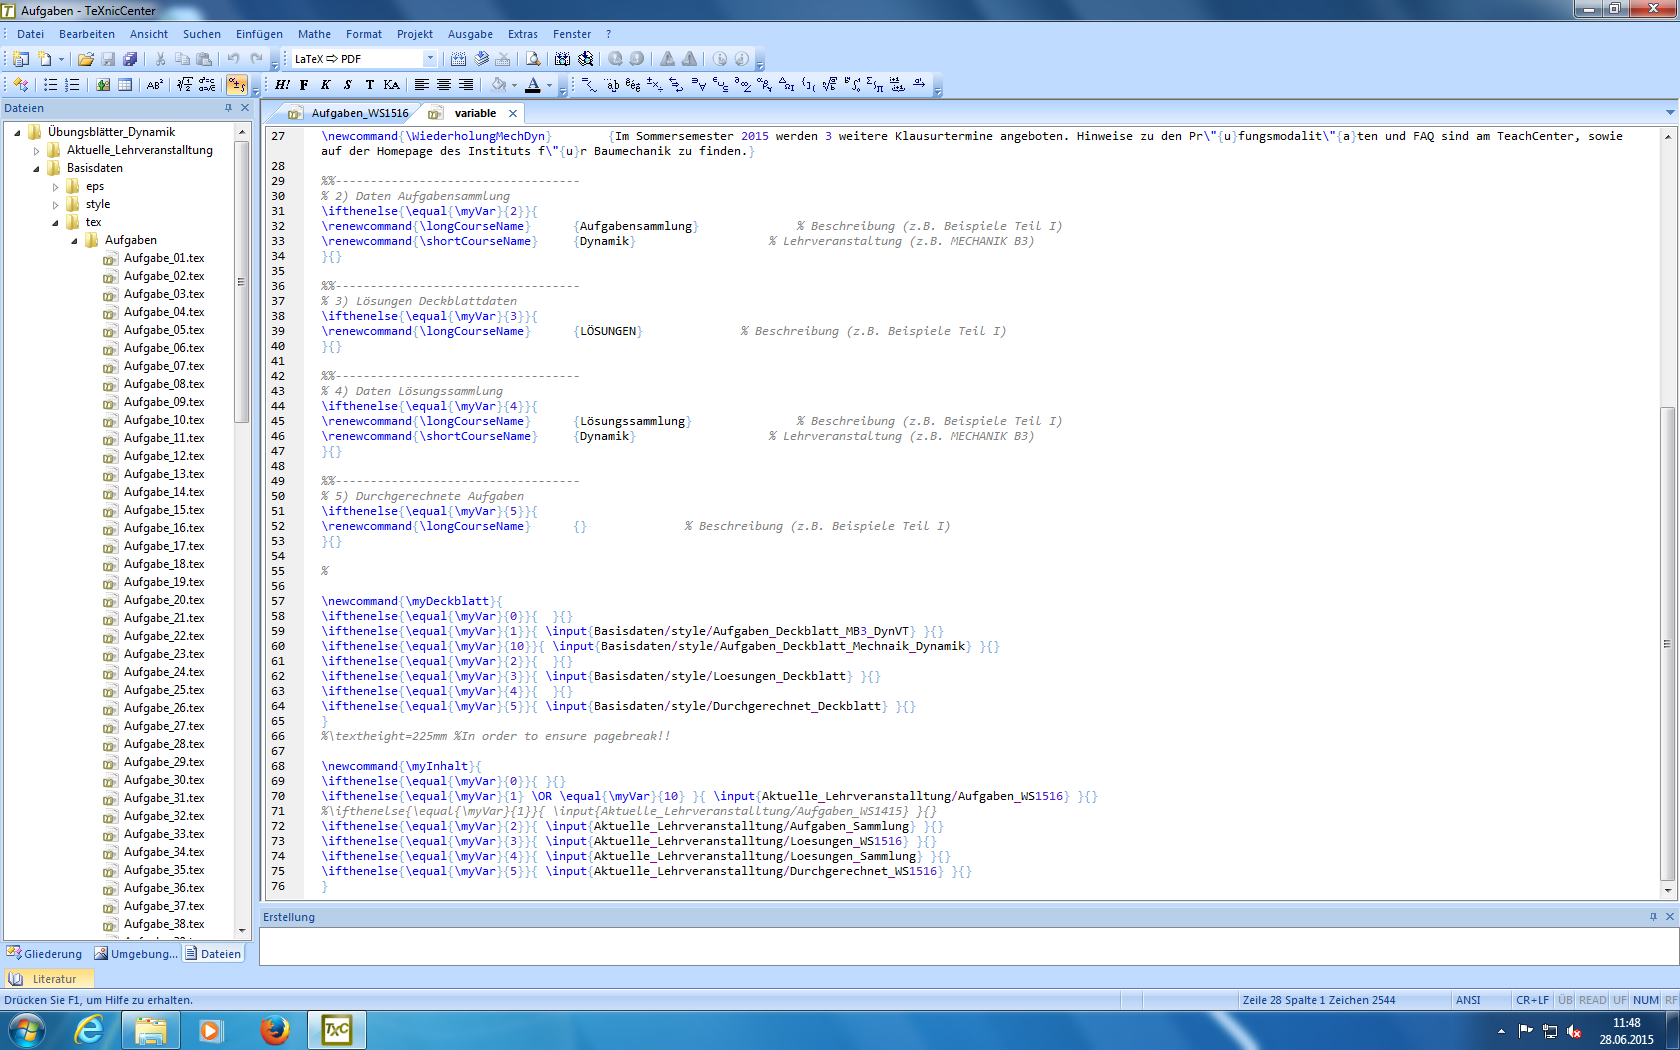 Aufgaben - TeXnicCenter
Datei Bearbeiten Ansicht Suchen Einfügen Mathe Format Projekt Ausgabe Extras Fenster ?
LaTeX ⇨ PDF
H! F K S T KA
Dateien
Aufgaben_WS1516 variable
Übungsblätter_Dynamik
Aktuelle_Lehrveranstalltung
Basisdaten
eps
style
tex
Aufgaben
Aufgabe_01.tex
Aufgabe_02.tex
Aufgabe_03.tex
Aufgabe_04.tex
Aufgabe_05.tex
Aufgabe_06.tex
Aufgabe_07.tex
Aufgabe_08.tex
Aufgabe_09.tex
Aufgabe_10.tex
Aufgabe_11.tex
Aufgabe_12.tex
Aufgabe_13.tex
Aufgabe_14.tex
Aufgabe_15.tex
Aufgabe_16.tex
Aufgabe_17.tex
Aufgabe_18.tex
Aufgabe_19.tex
Aufgabe_20.tex
Aufgabe_21.tex
Aufgabe_22.tex
Aufgabe_23.tex
Aufgabe_24.tex
Aufgabe_25.tex
Aufgabe_26.tex
Aufgabe_27.tex
Aufgabe_28.tex
Aufgabe_29.tex
Aufgabe_30.tex
Aufgabe_31.tex
Aufgabe_32.tex
Aufgabe_33.tex
Aufgabe_34.tex
Aufgabe_35.tex
Aufgabe_36.tex
Aufgabe_37.tex
Aufgabe_38.tex
27 \newcommand{\WiederholungMechDyn} {Im Sommersemester 2015 werden 3 weitere Klausurtermine angeboten. Hinweise zu den Pr\"{u}fungsmodalit\"{a}ten und FAQ sind am TeachCenter, sowie
auf der Homepage des Instituts f\"{u}r Baumechanik zu finden.}
28
29 %%-----------------------------------
30 % 2) Daten Aufgabensammlung
31 \ifthenelse{\equal{\myVar}{2}}{
32 \renewcommand{\longCourseName} {Aufgabensammlung} % Beschreibung (z.B. Beispiele Teil I)
33 \renewcommand{\shortCourseName} {Dynamik} % Lehrveranstaltung (z.B. MECHANIK B3)
34 }{}
35
36 %%-----------------------------------
37 % 3) Lösungen Deckblattdaten
38 \ifthenelse{\equal{\myVar}{3}}{
39 \renewcommand{\longCourseName} {LÖSUNGEN} % Beschreibung (z.B. Beispiele Teil I)
40 }{}
41
42 %%-----------------------------------
43 % 4) Daten Lösungssammlung
44 \ifthenelse{\equal{\myVar}{4}}{
45 \renewcommand{\longCourseName} {Lösungssammlung} % Beschreibung (z.B. Beispiele Teil I)
46 \renewcommand{\shortCourseName} {Dynamik} % Lehrveranstaltung (z.B. MECHANIK B3)
47 }{}
48
49 %%-----------------------------------
50 % 5) Durchgerechnete Aufgaben
51 \ifthenelse{\equal{\myVar}{5}}{
52 \renewcommand{\longCourseName} {} % Beschreibung (z.B. Beispiele Teil I)
53 }{}
54
55 %
56
57 \newcommand{\myDeckblatt}{
58 \ifthenelse{\equal{\myVar}{0}}{ }{}
59 \ifthenelse{\equal{\myVar}{1}}{ \input{Basisdaten/style/Aufgaben_Deckblatt_MB3_DynVT} }{}
60 \ifthenelse{\equal{\myVar}{10}}{ \input{Basisdaten/style/Aufgaben_Deckblatt_Mechnaik_Dynamik} }{}
61 \ifthenelse{\equal{\myVar}{2}}{ }{}
62 \ifthenelse{\equal{\myVar}{3}}{ \input{Basisdaten/style/Loesungen_Deckblatt} }{}
63 \ifthenelse{\equal{\myVar}{4}}{ }{}
64 \ifthenelse{\equal{\myVar}{5}}{ \input{Basisdaten/style/Durchgerechnet_Deckblatt} }{}
65 }
66 %\textheight=225mm %In order to ensure pagebreak!!
67
68 \newcommand{\myInhalt}{
69 \ifthenelse{\equal{\myVar}{0}}{ }{}
70 \ifthenelse{\equal{\myVar}{1} \OR \equal{\myVar}{10} }{ \input{Aktuelle_Lehrveranstalltung/Aufgaben_WS1516} }{}
71 %\ifthenelse{\equal{\myVar}{1}}{ \input{Aktuelle_Lehrveranstalltung/Aufgaben_WS1415} }{}
72 \ifthenelse{\equal{\myVar}{2}}{ \input{Aktuelle_Lehrveranstalltung/Aufgaben_Sammlung} }{}
73 \ifthenelse{\equal{\myVar}{3}}{ \input{Aktuelle_Lehrveranstalltung/Loesungen_WS1516} }{}
74 \ifthenelse{\equal{\myVar}{4}}{ \input{Aktuelle_Lehrveranstalltung/Loesungen_Sammlung} }{}
75 \ifthenelse{\equal{\myVar}{5}}{ \input{Aktuelle_Lehrveranstalltung/Durchgerechnet_WS1516} }{}
76 }
Erstellung
Gliederung Umgebung... Dateien
Literatur
Drücken Sie F1, um Hilfe zu erhalten. Zeile 28 Spalte 1 Zeichen 2544 ANSI CR+LF ÜB READ UF NUM RF
TXC
11:48
28.06.2015